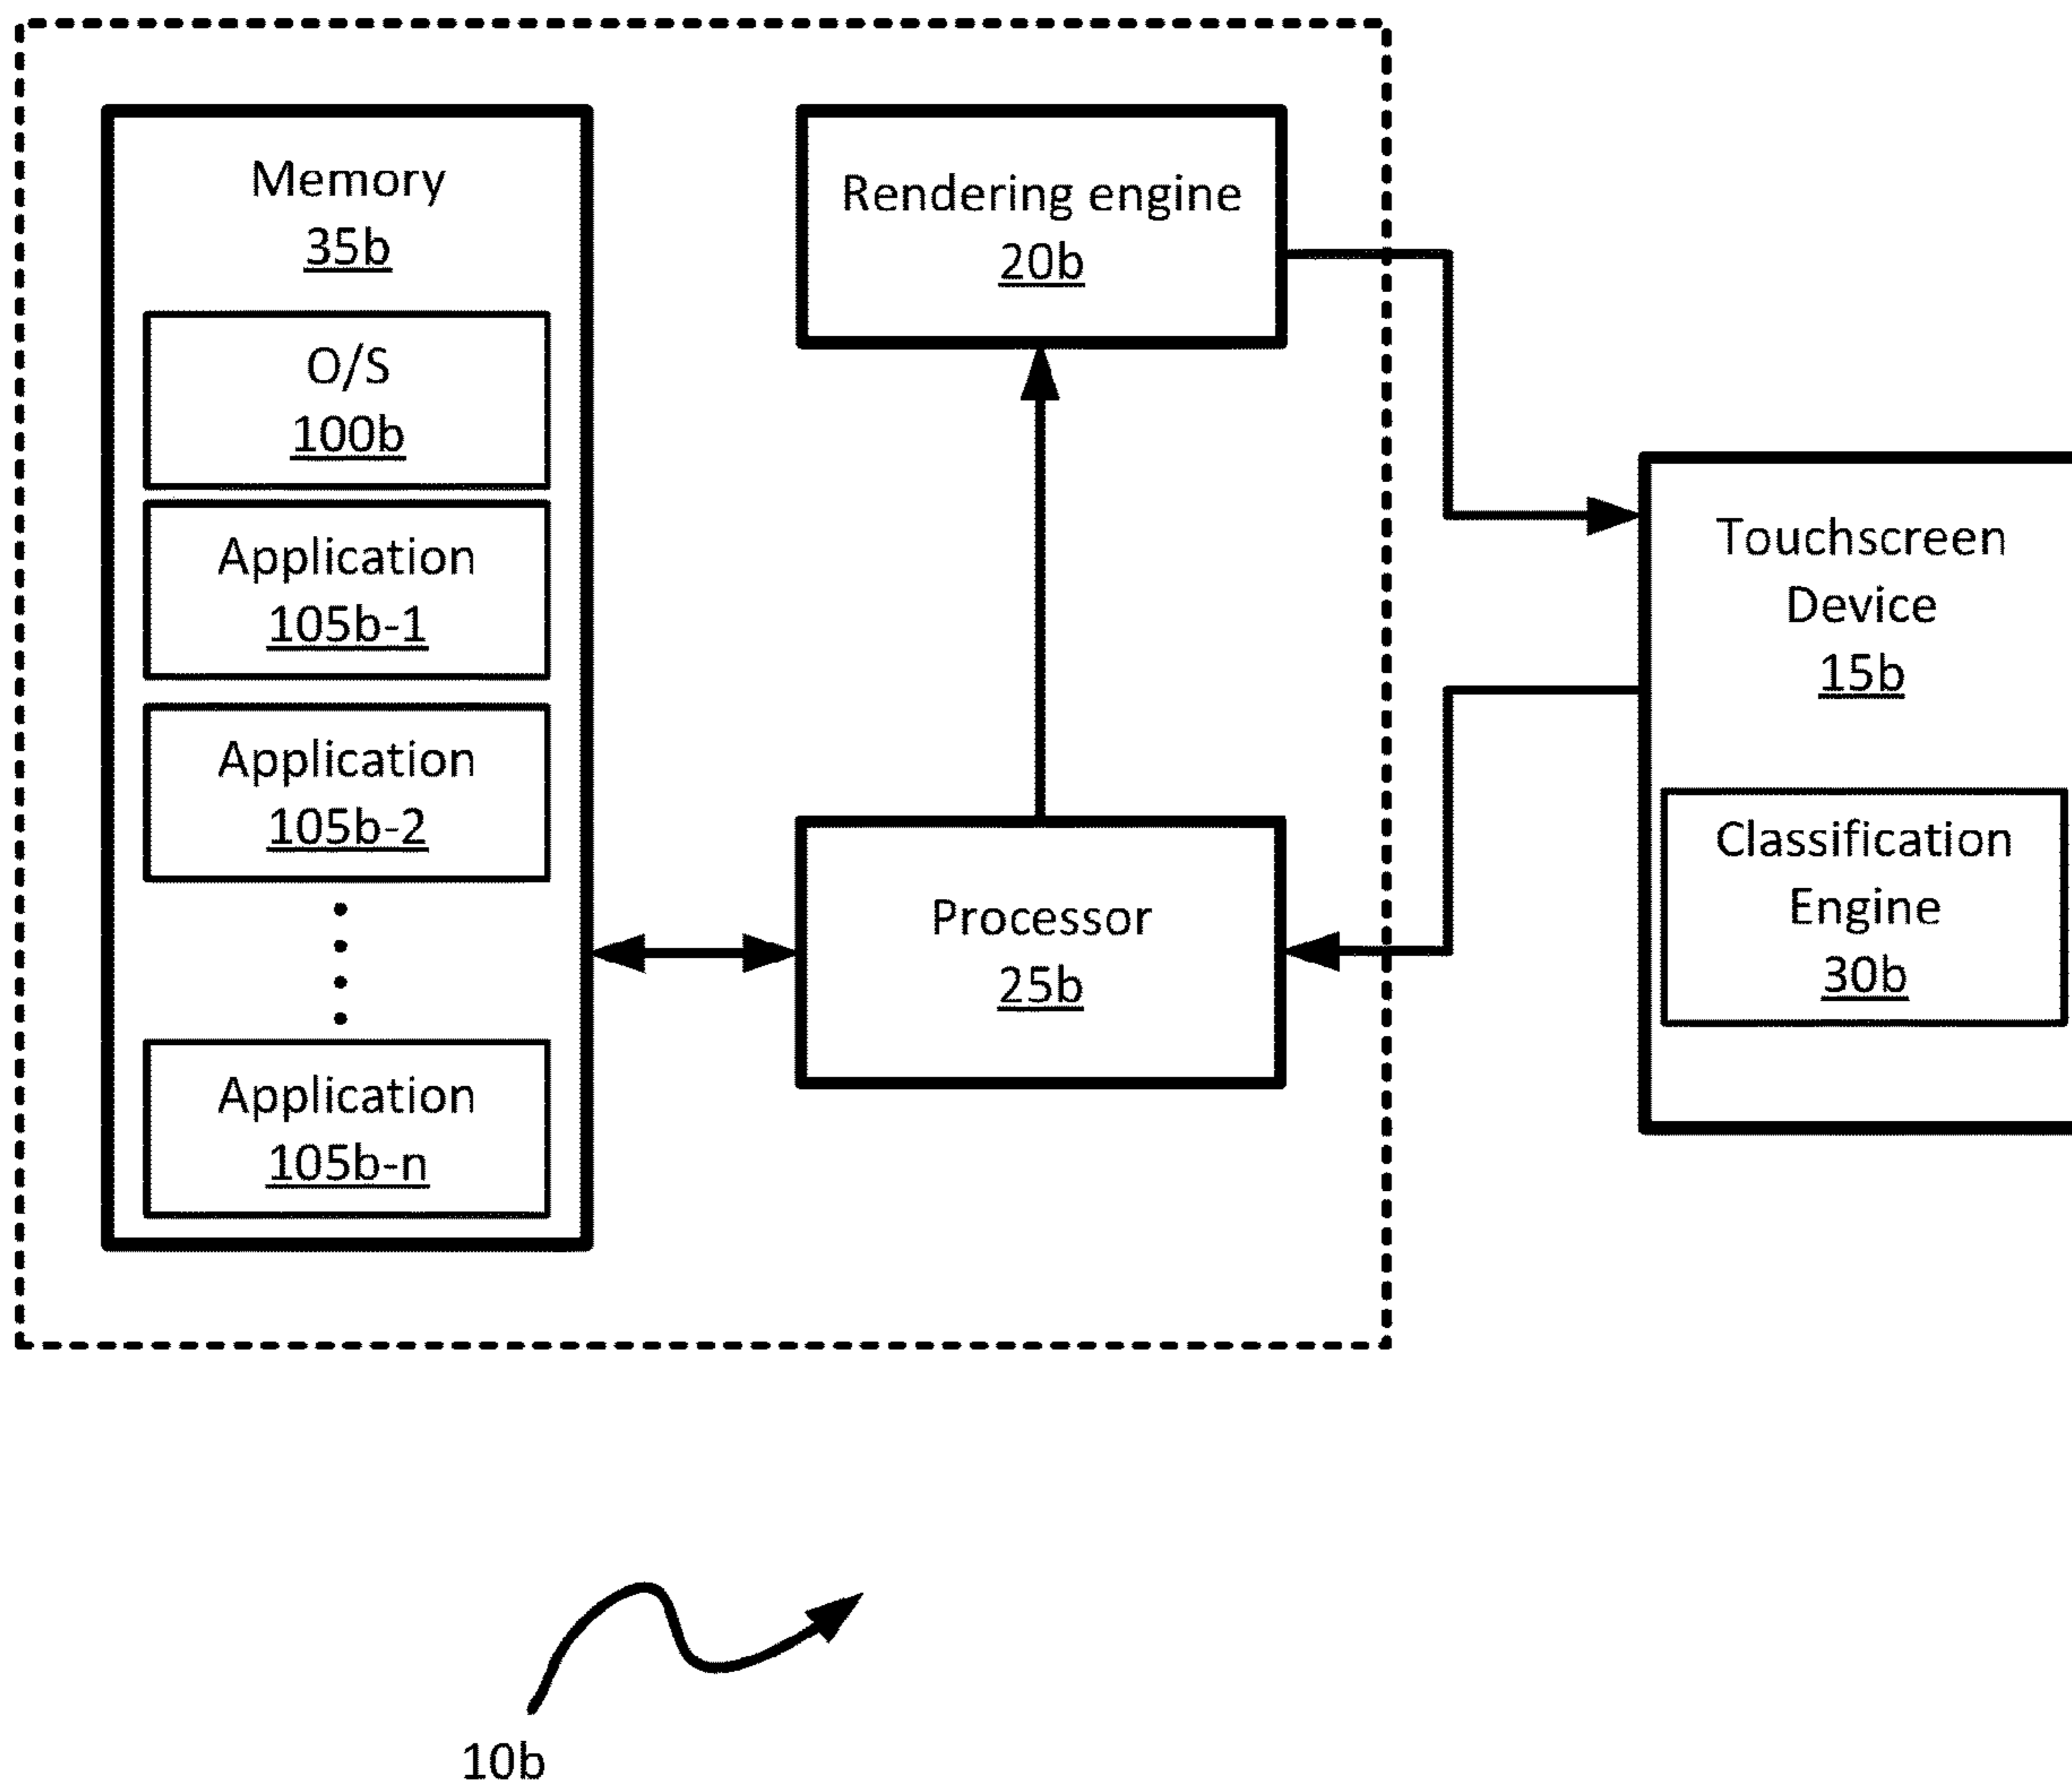 Memory
35b
O/S
100b
Application
105b-1
Application
105b-2
Application
105b-n
Rendering engine
20b
Processor
25b
Touchscreen
Device
15b
Classification
Engine
30b
10b